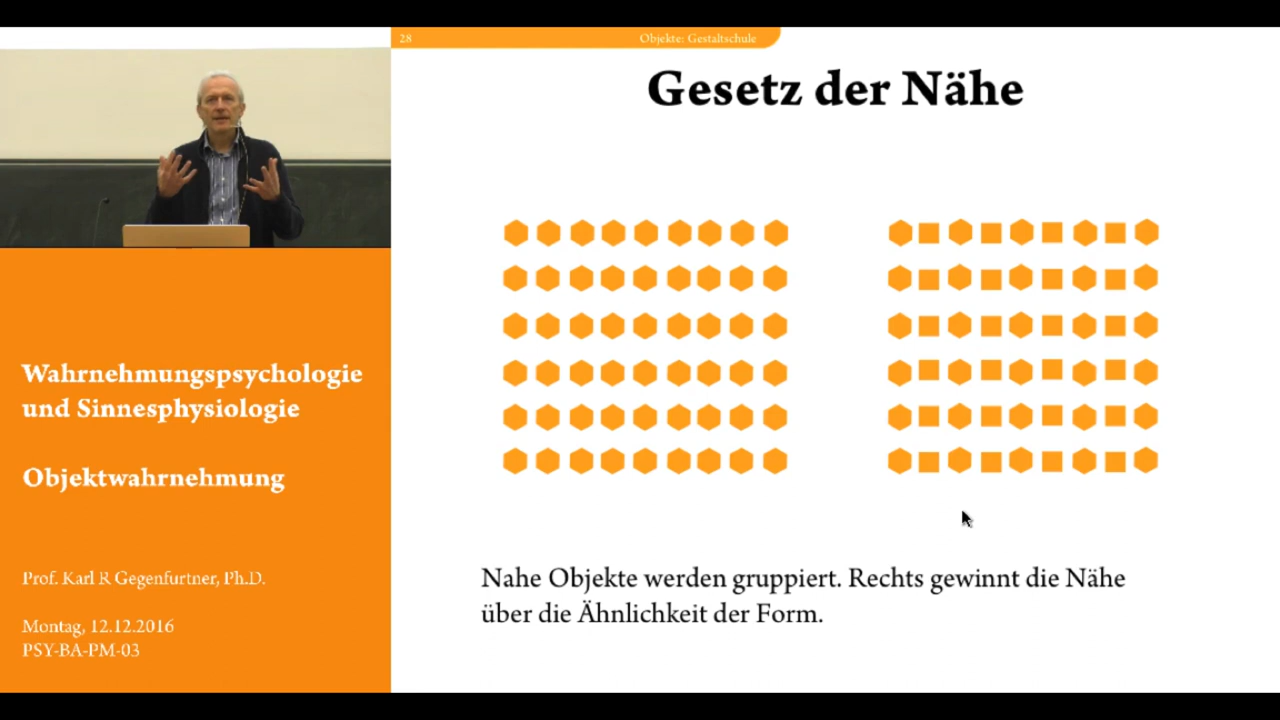 28
Objekte: Gestaltschule
Gesetz der Nähe
Wahrnehmungspsychologie
und Sinnesphysiologie
Objektwahrnehmung
Prof. Karl R Gegenfurtner, Ph.D.
Montag, 12.12.2016
PSY-BA-PM-03
Nahe Objekte werden gruppiert. Rechts gewinnt die Nähe
über die Ähnlichkeit der Form.